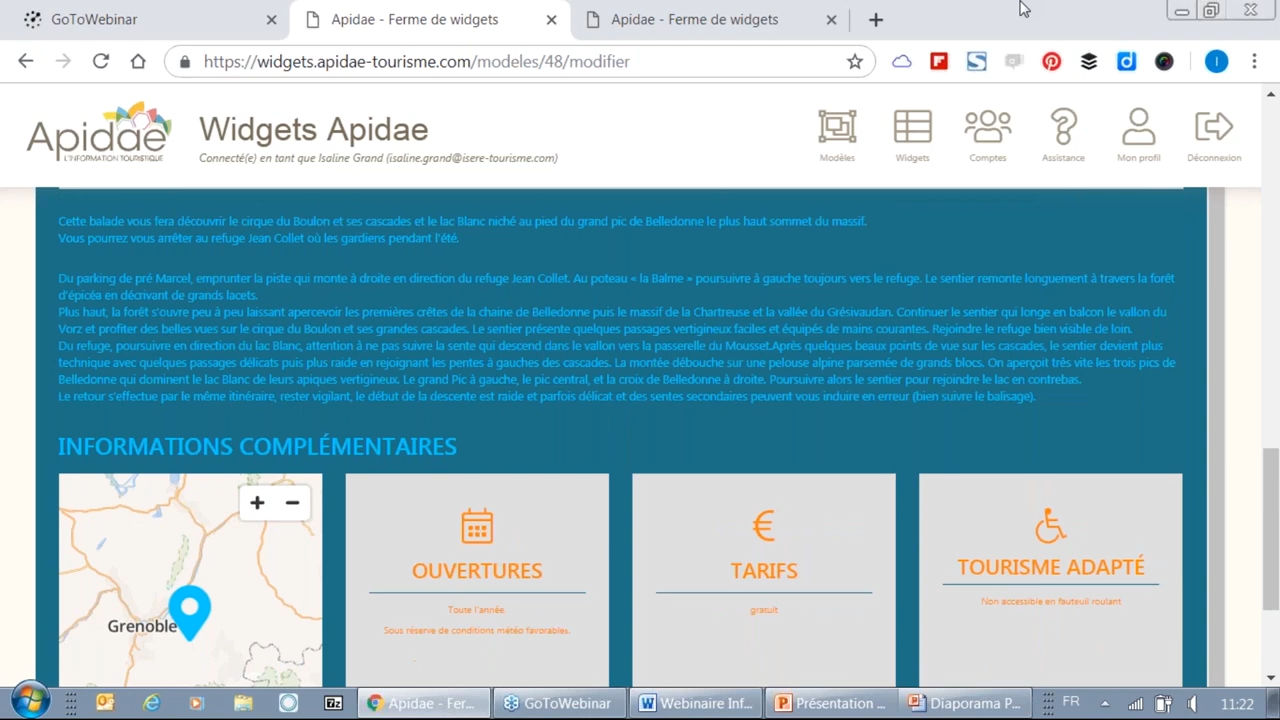 GoToWebinar
Apidae - Ferme de widgets
Apidae - Ferme de widgets
https://widgets.apidae-tourisme.com/modeles/48/modifier
Apidae
L'INFORMATION TOURISTIQUE
Widgets Apidae
Connecté(e) en tant que Isaline Grand (isaline.grand@isere-tourisme.com)
Modèles
Widgets
Comptes
Assistance
Mon profil
Déconnexion
Cette balade vous fera découvrir le cirque du Boulon et ses cascades et le lac Blanc niché au pied du grand pic de Belledonne le plus haut sommet du massif.
Vous pourrez vous arrêter au refuge Jean Collet où les gardiens pendant l'été.
Du parking de pré Marcel, emprunter la piste qui monte à droite en direction du refuge Jean Collet. Au poteau « la Balme » poursuivre à gauche toujours vers le refuge. Le sentier remonte longuement à travers la forêt
d'épicéa en décrivant de grands lacets.
Plus haut, la forêt s'ouvre peu à peu laissant apercevoir les premières crêtes de la chaine de Belledonne puis le massif de la Chartreuse et la vallée du Grésivaudan. Continuer le sentier qui longe en balcon le vallon du
Vorz et profiter des belles vues sur le cirque du Boulon et ses grandes cascades. Le sentier présente quelques passages vertigineux faciles et équipés de mains courantes. Rejoindre le refuge bien visible de loin.
Du refuge, poursuivre en direction du lac Blanc, attention à ne pas suivre la sente qui descend dans le vallon vers la passerelle du Mousset.Après quelques beaux points de vue sur les cascades, le sentier devient plus
technique avec quelques passages délicats puis plus raide en rejoignant les pentes à gauches des cascades. La montée débouche sur une pelouse alpine parsemée de grands blocs. On aperçoit très vite les trois pics de
Belledonne qui dominent le lac Blanc de leurs apiques vertigineux. Le grand Pic à gauche, le pic central, et la croix de Belledonne à droite. Poursuivre alors le sentier pour rejoindre le lac en contrebas.
Le retour s'effectue par le même itinéraire, rester vigilant, le début de la descente est raide et parfois délicat et des sentes secondaires peuvent vous induire en erreur (bien suivre le balisage).
INFORMATIONS COMPLÉMENTAIRES
+ −
Grenoble
OUVERTURES
Toute l'année.
Sous réserve de conditions météo favorables.
€
TARIFS
gratuit
TOURISME ADAPTÉ
Non accessible en fauteuil roulant
7z
Apidae - Fer...
GoToWebinar
Webinaire Inf...
Présentation ...
Diaporama P...
FR
11:22